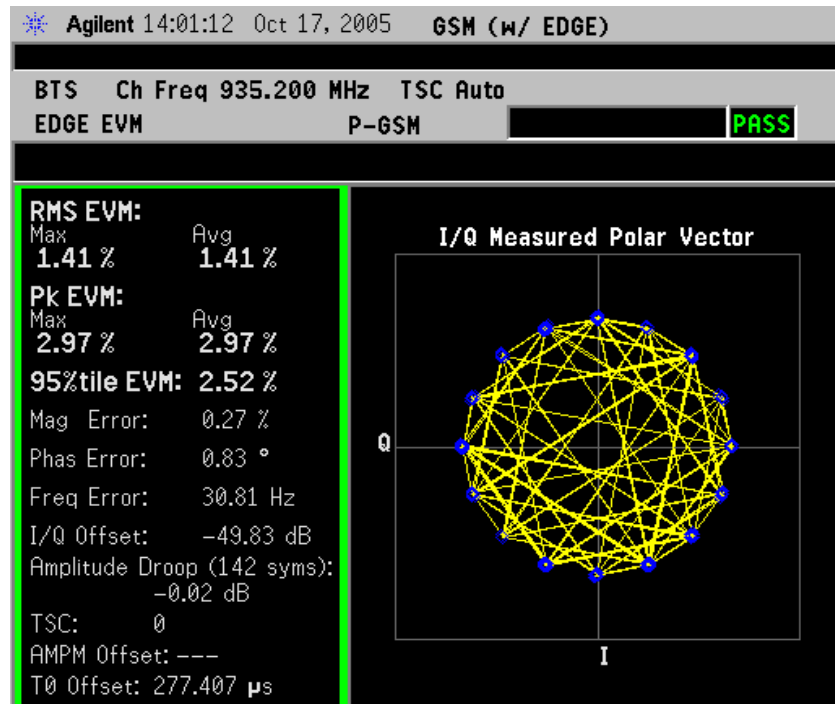 Agilent 14:01:12 Oct 17, 2005 GSM (w/ EDGE)
BTS Ch Freq 935.200 MHz TSC Auto
EDGE EVM P-GSM PASS
RMS EVM:
Max Avg
1.41 % 1.41 %
Pk EVM:
Max Avg
2.97 % 2.97 %
95%tile EVM: 2.52 %
Mag Error: 0.27 %
Phas Error: 0.83 °
Freq Error: 30.81 Hz
I/Q Offset: -49.83 dB
Amplitude Droop (142 syms):
-0.02 dB
TSC: 0
AMPM Offset: ---
T0 Offset: 277.407 µs
I/Q Measured Polar Vector
Q
I